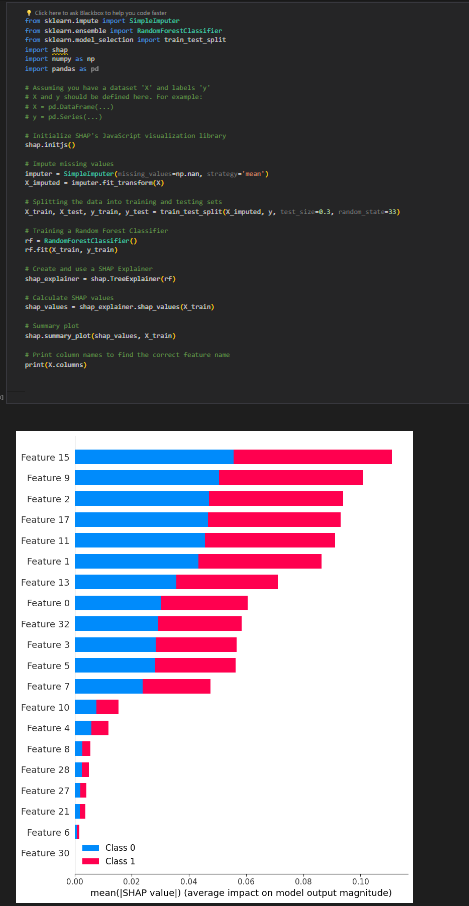 Click here to ask Blackbox to help you code faster
from sklearn.impute import SimpleImputer
from sklearn.ensemble import RandomForestClassifier
from sklearn.model_selection import train_test_split
import shap
import numpy as np
import pandas as pd
# Assuming you have a dataset 'X' and labels 'y'
# X and y should be defined here. For example:
# X = pd.DataFrame(...)
# y = pd.Series(...)
# Initialize SHAP's JavaScript visualization library
shap.initjs()
# Impute missing values
imputer = SimpleImputer(missing_values=np.nan, strategy='mean')
X_imputed = imputer.fit_transform(X)
# Splitting the data into training and testing sets
X_train, X_test, y_train, y_test = train_test_split(X_imputed, y, test_size=0.3, random_state=33)
# Training a Random Forest Classifier
rf = RandomForestClassifier()
rf.fit(X_train, y_train)
# Create and use a SHAP Explainer
shap_explainer = shap.TreeExplainer(rf)
# Calculate SHAP values
shap_values = shap_explainer.shap_values(X_train)
# Summary plot
shap.summary_plot(shap_values, X_train)
# Print column names to find the correct feature name
print(X.columns)
Feature 15
Feature 9
Feature 2
Feature 17
Feature 11
Feature 1
Feature 13
Feature 0
Feature 32
Feature 3
Feature 5
Feature 7
Feature 10
Feature 4
Feature 8
Feature 28
Feature 27
Feature 21
Feature 6
Feature 30
Class 0
Class 1
0.00 0.02 0.04 0.06 0.08 0.10
mean(|SHAP value|) (average impact on model output magnitude)